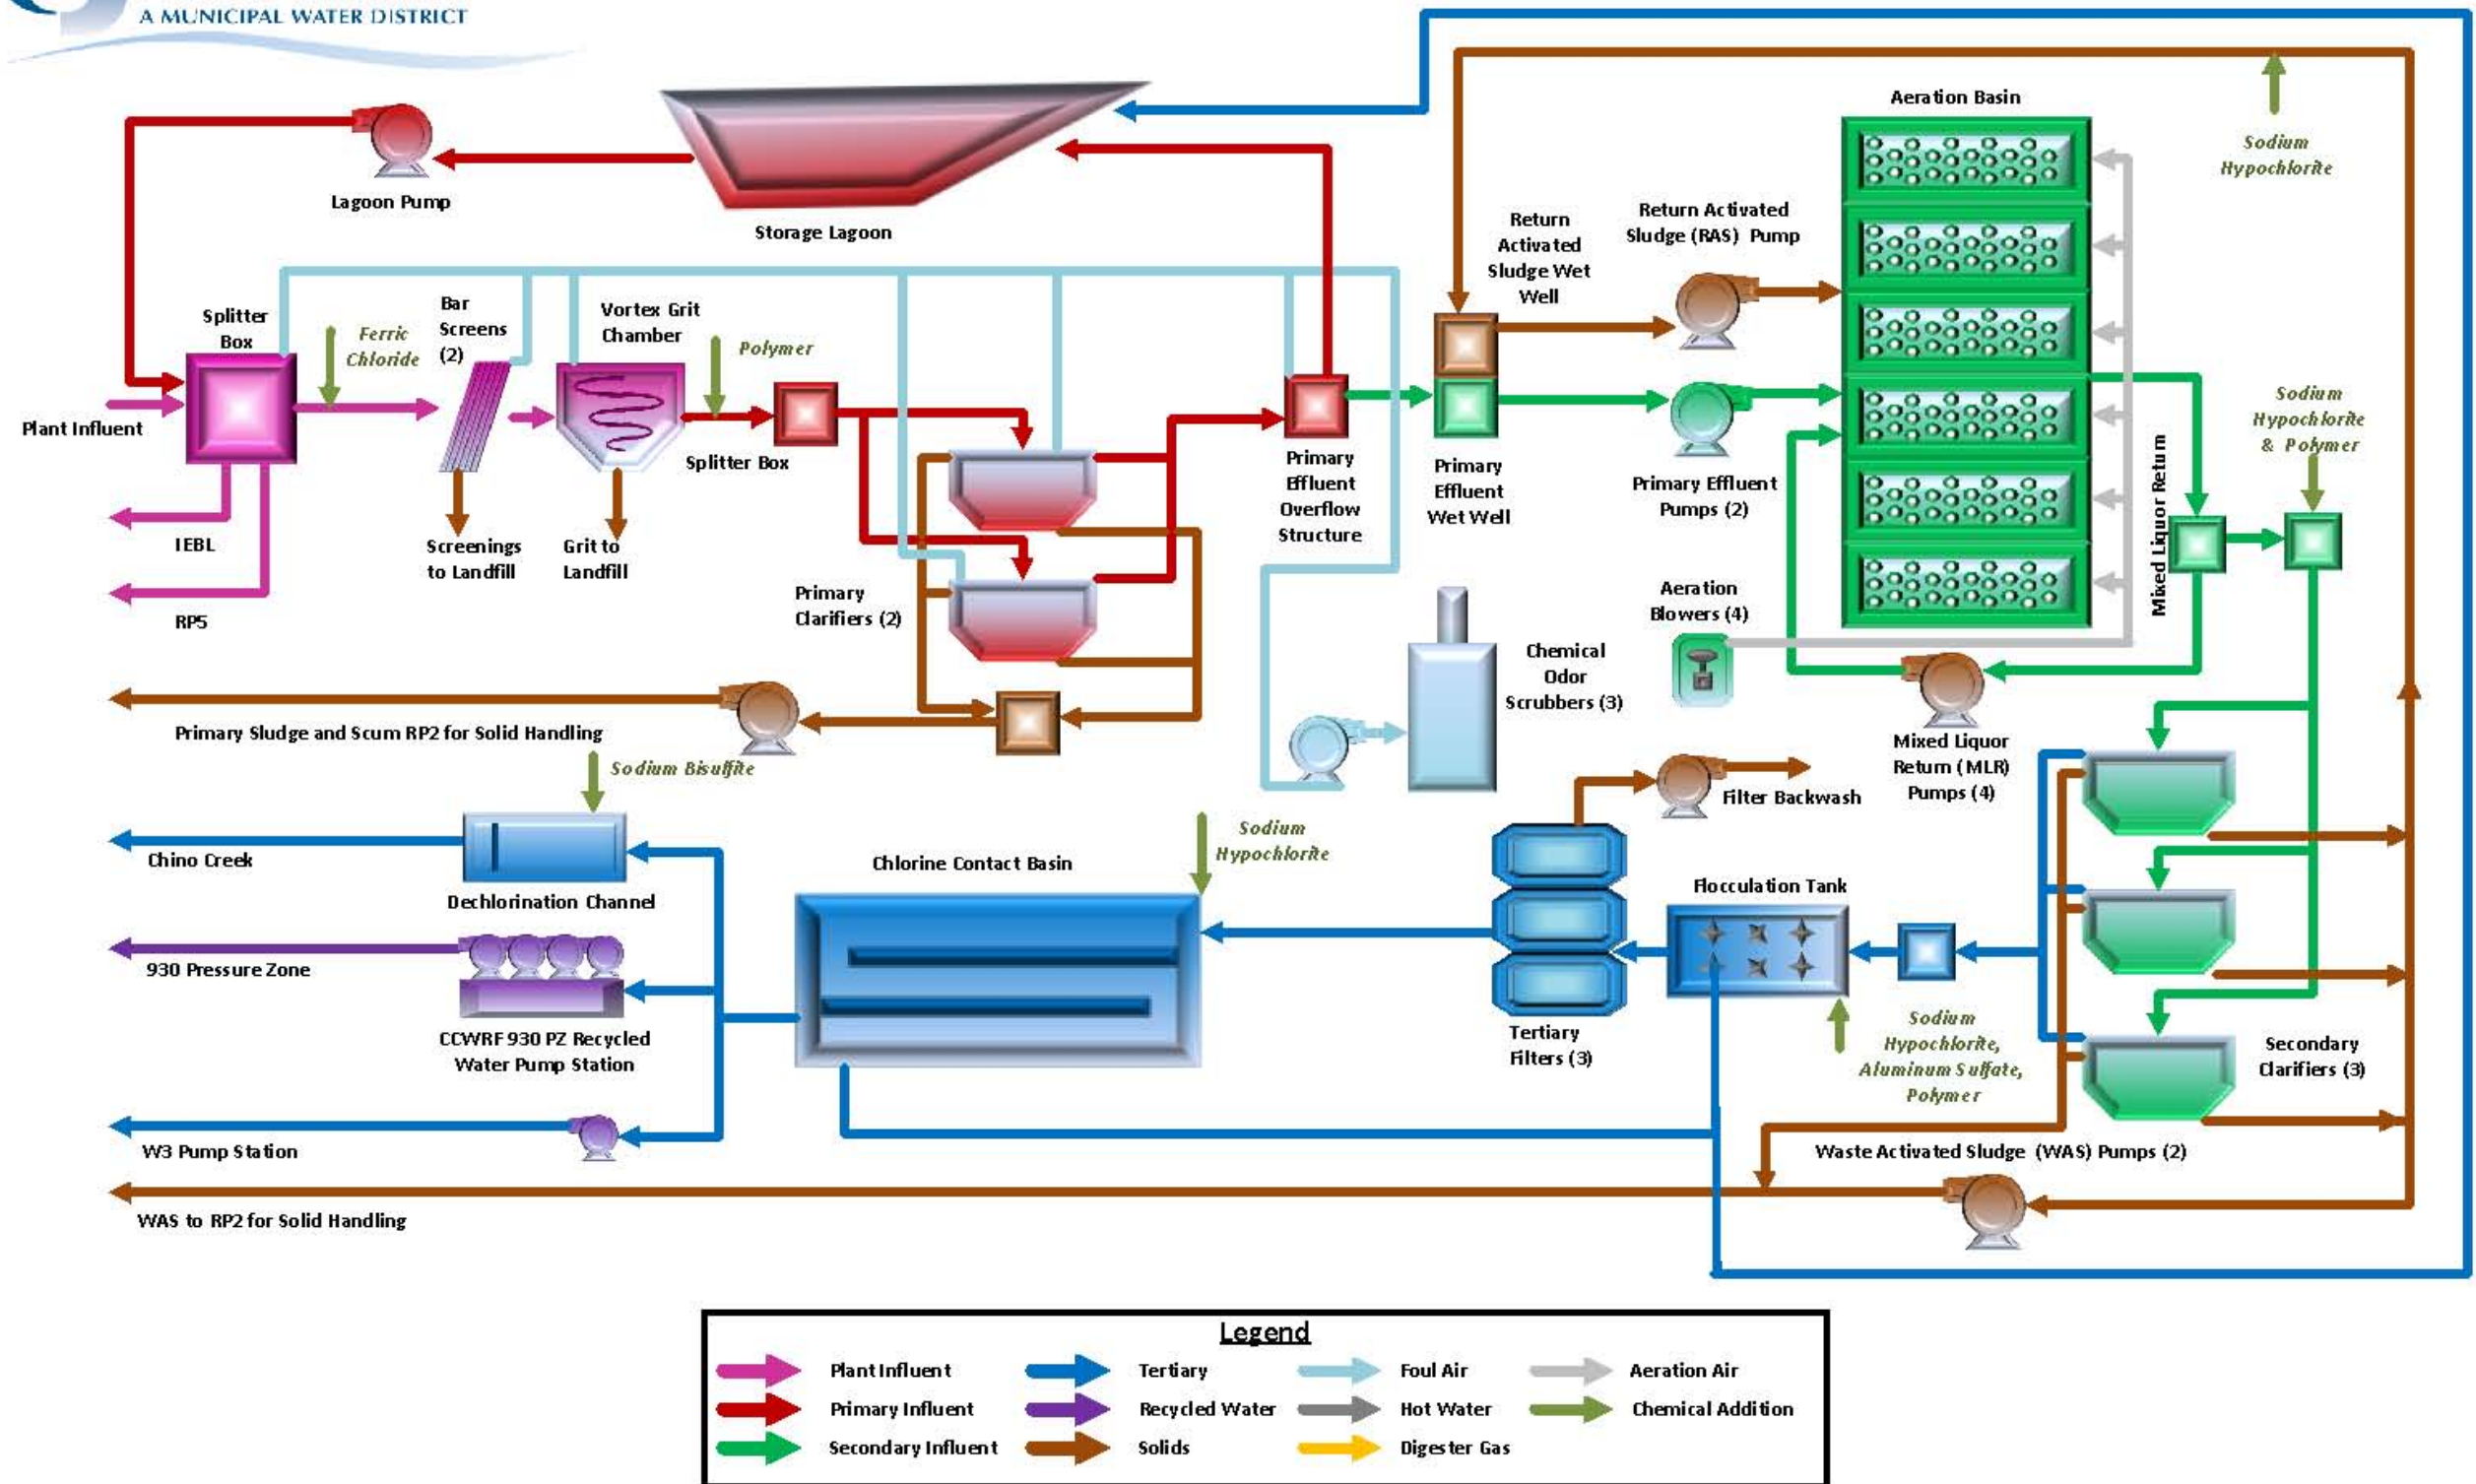 A MUNICIPAL WATER DISTRICT
Aeration Basin
Sodium
Hypochlorite
Lagoon Pump
Storage Lagoon
Return
Activated
Sludge Wet
Well
Return Activated
Sludge (RAS) Pump
Splitter
Box
Ferric
Chloride
Bar
Screens
(2)
Vortex Grit
Chamber
Polymer
Plant Influent
Splitter Box
Primary
Effluent
Overflow
Structure
Primary
Effluent
Wet Well
Primary Effluent
Pumps (2)
Mixed Liquor Return
Sodium
Hypochlorite
& Polymer
IEBL
Screenings
to Landfill
Grit to
Landfill
RP5
Primary
Clarifiers (2)
Aeration
Blowers (4)
Chemical
Odor
Scrubbers (3)
Primary Sludge and Scum RP2 for Solid Handling
Mixed Liquor
Return (MLR)
Pumps (4)
Sodium Bisulfite
Filter Backwash
Sodium
Hypochlorite
Chino Creek
Chlorine Contact Basin
Flocculation Tank
Dechlorination Channel
930 Pressure Zone
CCWRF 930 PZ Recycled
Water Pump Station
Tertiary
Filters (3)
Sodium
Hypochlorite,
Aluminum Sulfate,
Polymer
Secondary
Clarifiers (3)
W3 Pump Station
Waste Activated Sludge (WAS) Pumps (2)
WAS to RP2 for Solid Handling
Legend
Plant Influent
Tertiary
Foul Air
Aeration Air
Primary Influent
Recycled Water
Hot Water
Chemical Addition
Secondary Influent
Solids
Digester Gas